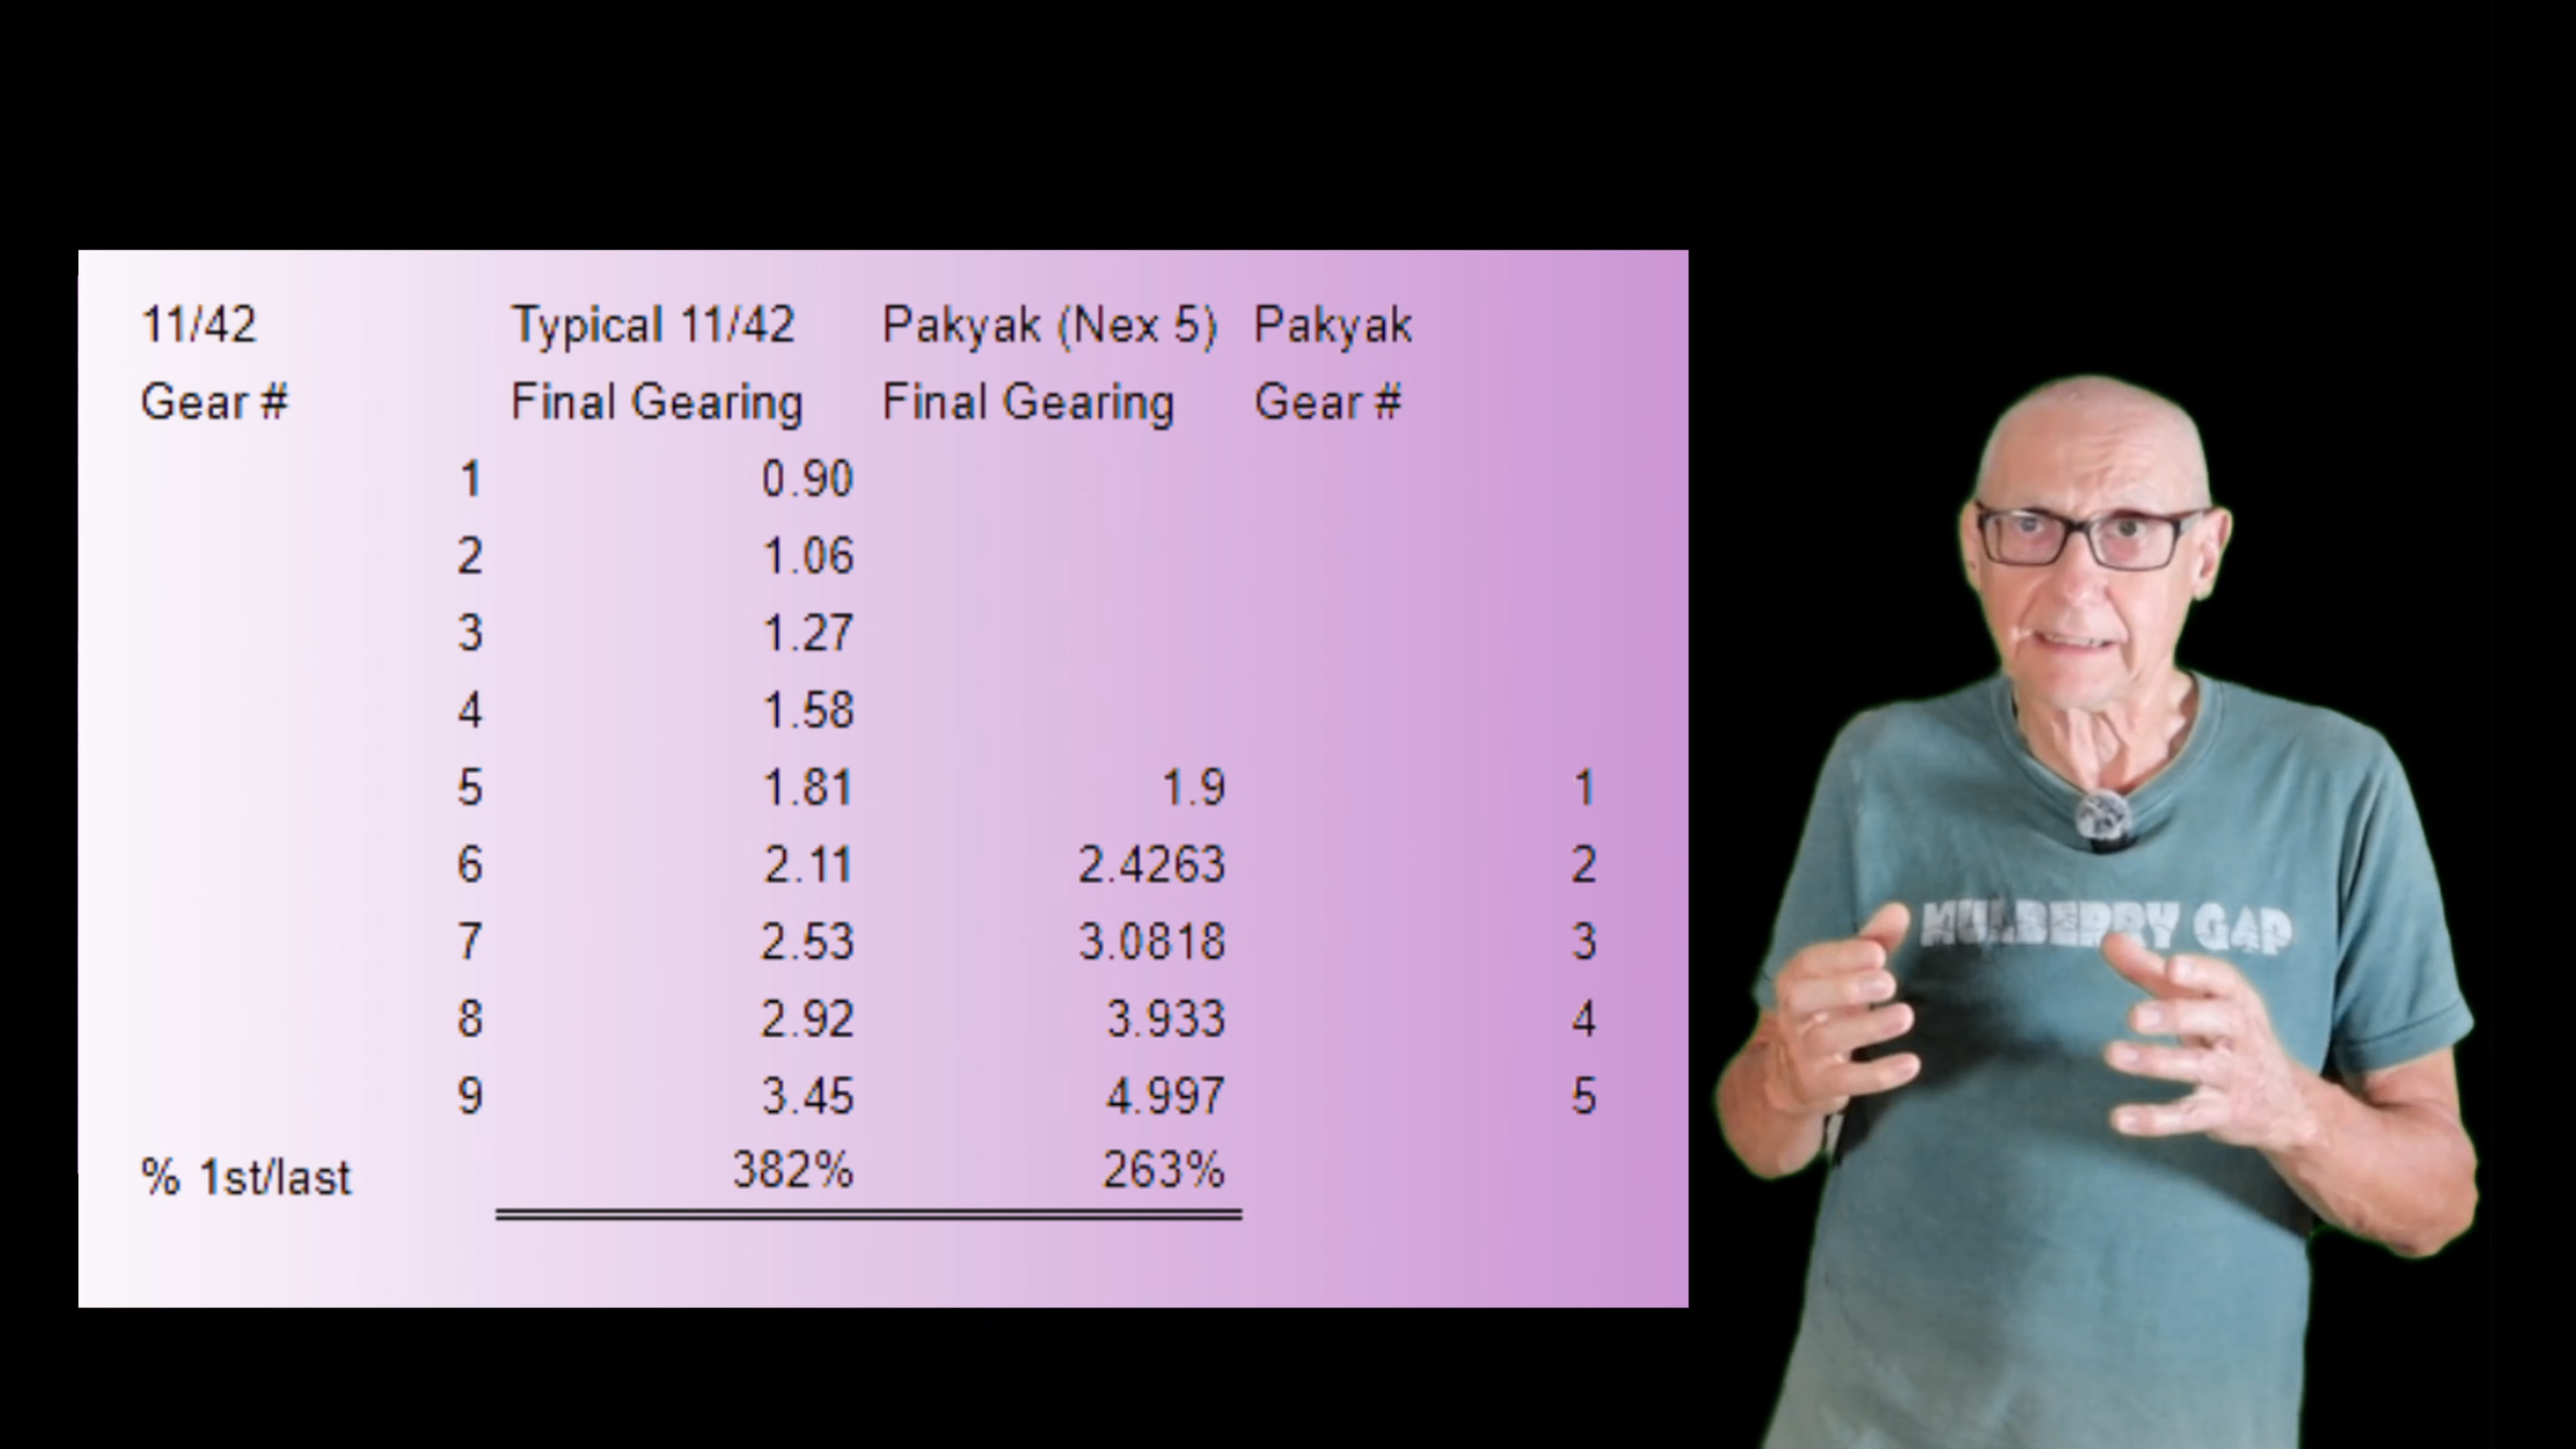 11/42 Typical 11/42 Pakyak (Nex 5) Pakyak
Gear # Final Gearing Final Gearing Gear #
1 0.90
2 1.06
3 1.27
4 1.58
5 1.81 1.9 1
6 2.11 2.4263 2
7 2.53 3.0818 3
8 2.92 3.933 4
9 3.45 4.997 5
% 1st/last 382% 263%
MULBERRY GAP